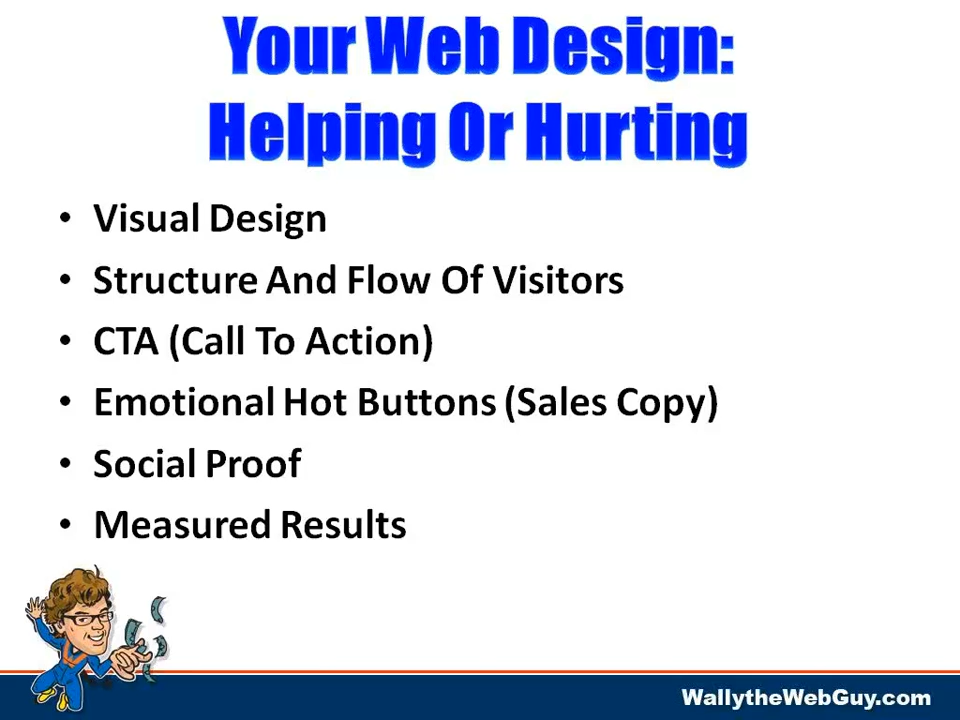 Your Web Design:
Helping Or Hurting
• Visual Design
• Structure And Flow Of Visitors
• CTA (Call To Action)
• Emotional Hot Buttons (Sales Copy)
• Social Proof
• Measured Results
WallytheWebGuy.com